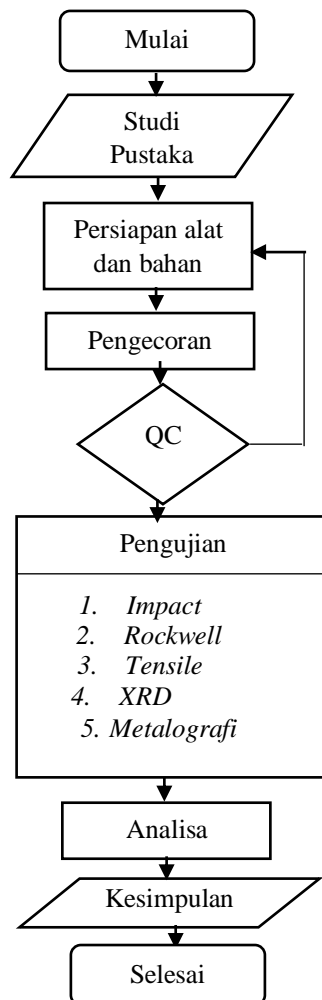 Mulai
Studi
Pustaka
Persiapan alat
dan bahan
Pengecoran
QC
Pengujian
1. Impact
2. Rockwell
3. Tensile
4. XRD
5. Metalografi
Analisa
Kesimpulan
Selesai